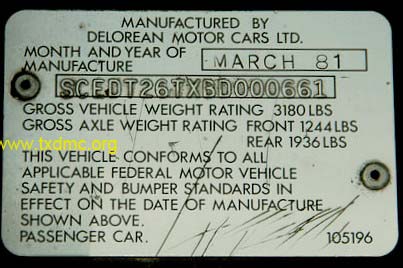 MANUFACTURED BY
DELOREAN MOTOR CARS LTD.
MONTH AND YEAR OF
MANUFACTURE MARCH 81
SCEDT26TX6D000661
GROSS VEHICLE WEIGHT RATING 3180 LBS
GROSS AXLE WEIGHT RATING FRONT 1244 LBS
REAR 1936 LBS
www.txdmc.org
THIS VEHICLE CONFORMS TO ALL
APPLICABLE FEDERAL MOTOR VEHICLE
SAFETY AND BUMPER STANDARDS IN
EFFECT ON THE DATE OF MANUFACTURE
SHOWN ABOVE.
PASSENGER CAR. 105196